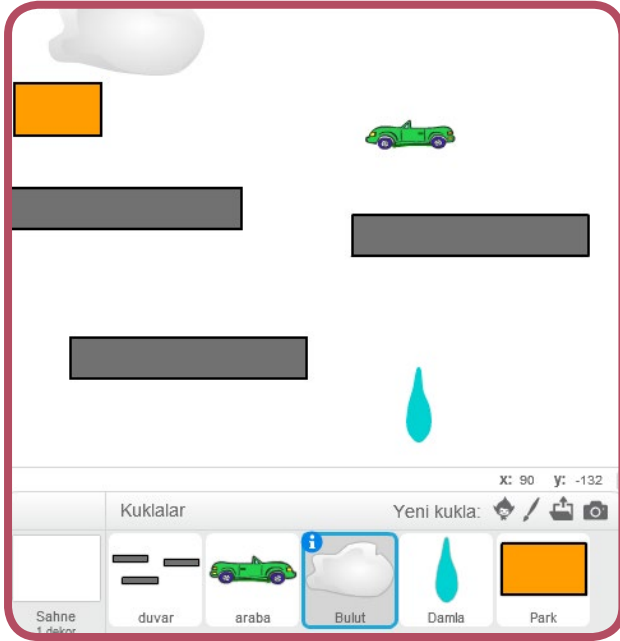 x: 90 y: -132
Kuklalar Yeni kukla:
duvar araba Bulut Damla Park
Sahne
1 dekor